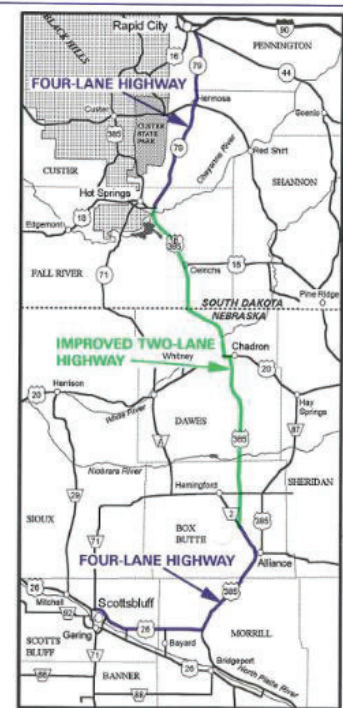 Rapid City
90
BLACK HILLS
16
PENNINGTON
79
44
FOUR-LANE HIGHWAY
Custer
Hermosa
Scenic
385
CUSTER
STATE
PARK
79
Cheyenne River
Red Shirt
CUSTER
SHANNON
Hot Springs
Edgemont
18
18
385
FALL RIVER
71
Oelrichs
18
Pine Ridge
SOUTH DAKOTA
NEBRASKA
IMPROVED TWO-LANE
HIGHWAY
Whitney
Chadron
20
20
Harrison
White River
Hay
Springs
DAWES
87
385
Niobrara River
SHERIDAN
Hemingford
29
2
SIOUX
BOX
BUTTE
385
71
Alliance
FOUR-LANE HIGHWAY
26
385
Mitchell
Scottsbluff
92
Gering
26
MORRILL
SCOTTS
BLUFF
71
Bayard
Bridgeport
26
North Platte River
BANNER
88
88